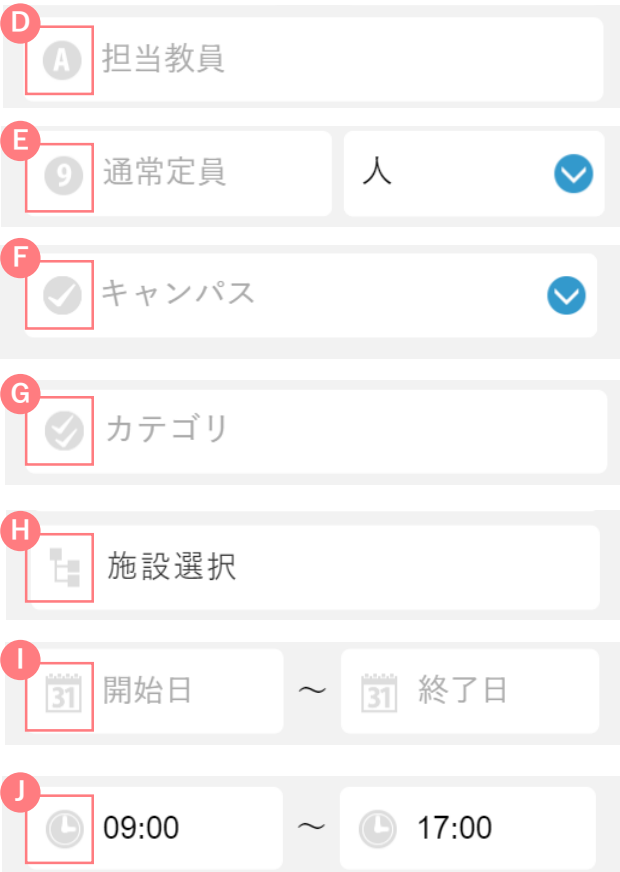 D
A 担当教員
E
9 通常定員 人
F
キャンパス
G
カテゴリ
H
施設選択
I
31 開始日 ～ 31 終了日
J
09:00 ～ 17:00